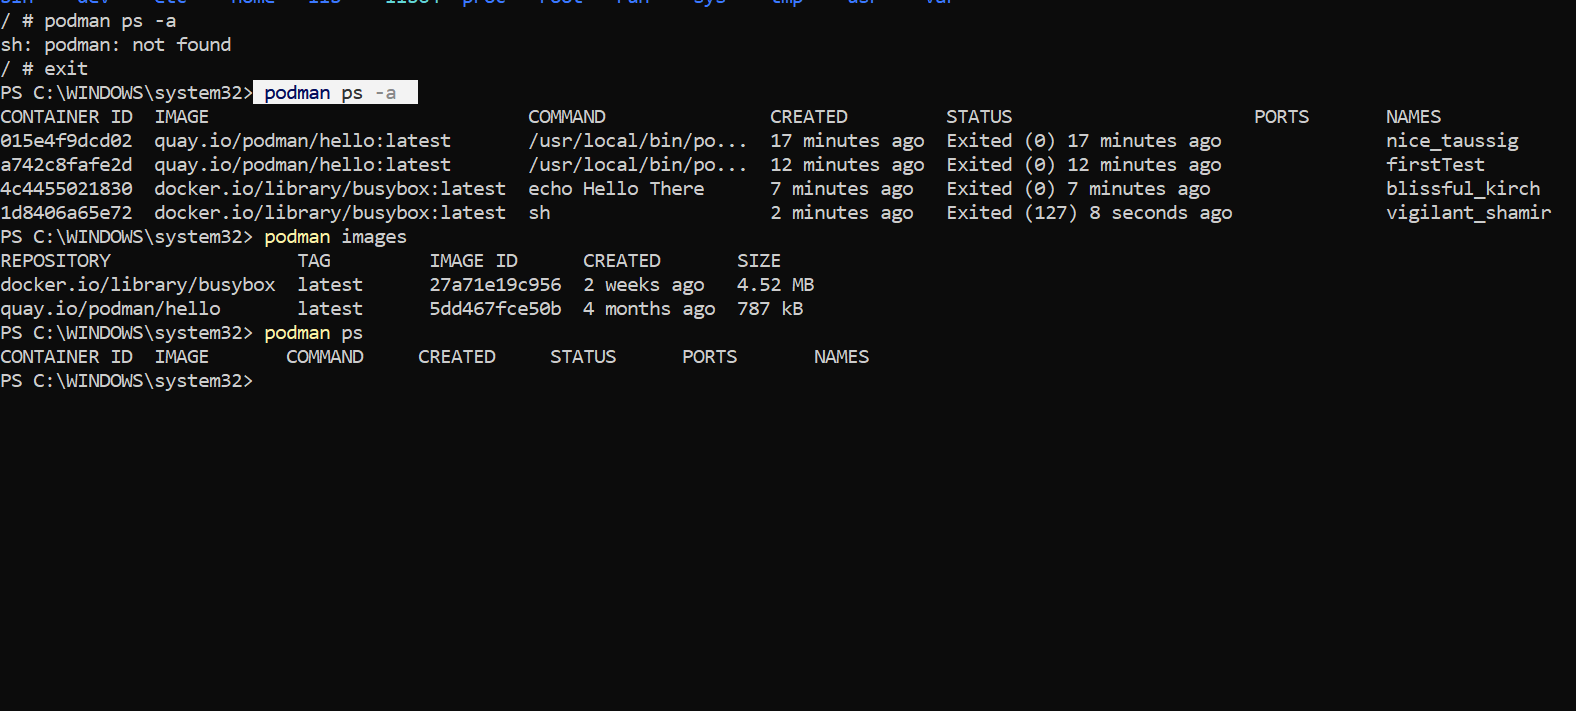 / # podman ps -a
sh: podman: not found
/ # exit
PS C:\WINDOWS\system32> podman ps -a
CONTAINER ID  IMAGE                             COMMAND               CREATED         STATUS                      PORTS       NAMES
015e4f9dcd02  quay.io/podman/hello:latest       /usr/local/bin/po...  17 minutes ago  Exited (0) 17 minutes ago               nice_taussig
a742c8fafe2d  quay.io/podman/hello:latest       /usr/local/bin/po...  12 minutes ago  Exited (0) 12 minutes ago               firstTest
4c4455021830  docker.io/library/busybox:latest  echo Hello There      7 minutes ago   Exited (0) 7 minutes ago                blissful_kirch
1d8406a65e72  docker.io/library/busybox:latest  sh                    2 minutes ago   Exited (127) 8 seconds ago              vigilant_shamir
PS C:\WINDOWS\system32> podman images
REPOSITORY                 TAG         IMAGE ID      CREATED       SIZE
docker.io/library/busybox  latest      27a71e19c956  2 weeks ago   4.52 MB
quay.io/podman/hello       latest      5dd467fce50b  4 months ago  787 kB
PS C:\WINDOWS\system32> podman ps
CONTAINER ID  IMAGE       COMMAND     CREATED     STATUS      PORTS       NAMES
PS C:\WINDOWS\system32>